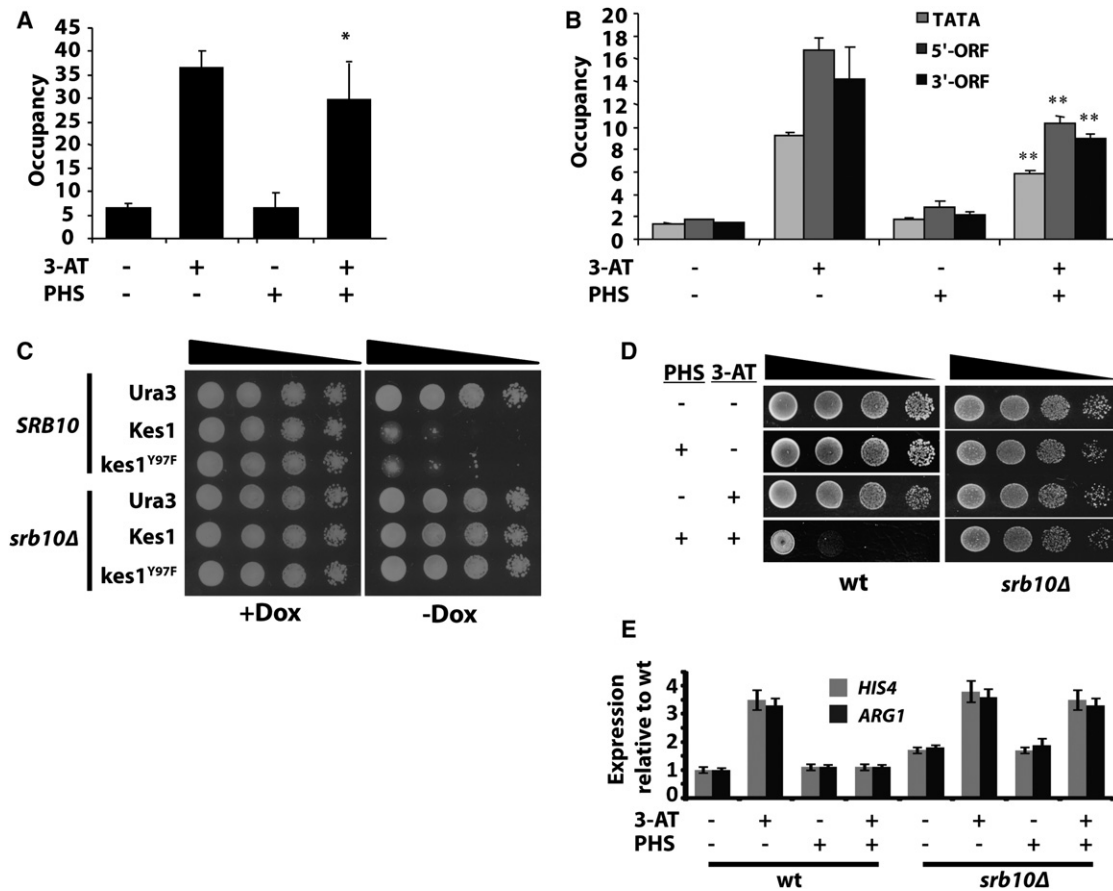 A
45
40
35
30
25
20
15
10
5
0
Occupancy
*
3-AT - + - +
PHS - - + +
B
20
18
16
14
12
10
8
6
4
2
0
Occupancy
TATA
5'-ORF
3'-ORF
** ** **
3-AT - + - +
PHS - - + +
C
SRB10
Ura3
Kes1
kes1Y97F
srb10Δ
Ura3
Kes1
kes1Y97F
+Dox -Dox
D
PHS 3-AT
- -
+ -
- +
+ +
wt srb10Δ
E
Expression
relative to wt
4
3
2
1
0
HIS4
ARG1
3-AT - + - + - + - +
PHS - - + + - - + +
wt srb10Δ